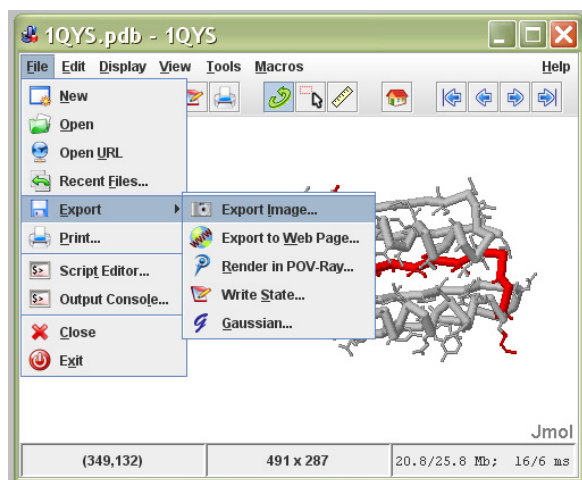 1QYS.pdb - 1QYS
File Edit Display View Tools Macros Help
New
Open
Open URL
Recent Files...
Export
Print...
Script Editor...
Output Console...
Close
Exit
Export Image...
Export to Web Page...
Render in POV-Ray...
Write State...
Gaussian...
Jmol
(349,132) 491 x 287 20.8/25.8 Mb; 16/6 ms